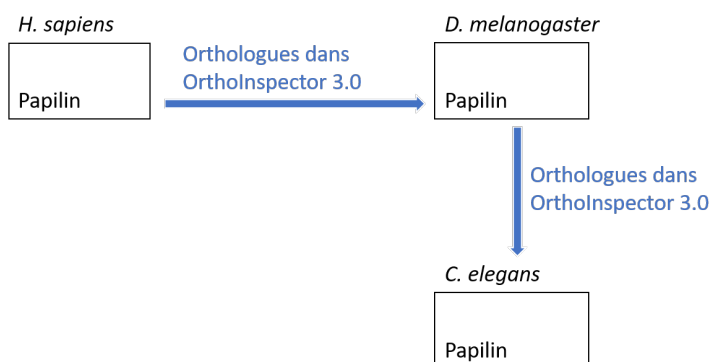 H. sapiens
D. melanogaster
Orthologues dans
OrthoInspector 3.0
Papilin
Papilin
Orthologues dans
OrthoInspector 3.0
C. elegans
Papilin